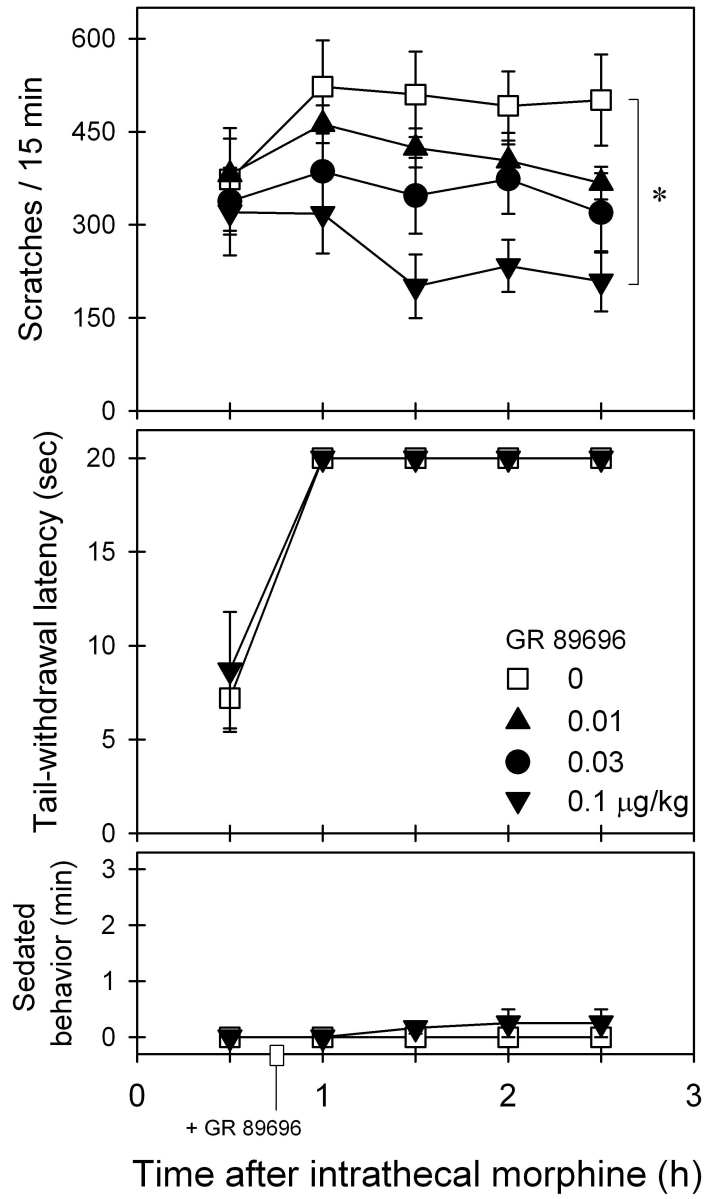 Scratches / 15 min
600
450
300
150
0
*
Tail-withdrawal latency (sec)
20
15
10
5
0
GR 89696
0
0.01
0.03
0.1 μg/kg
Sedated
behavior (min)
3
2
1
0
0
1
2
3
+ GR 89696
Time after intrathecal morphine (h)